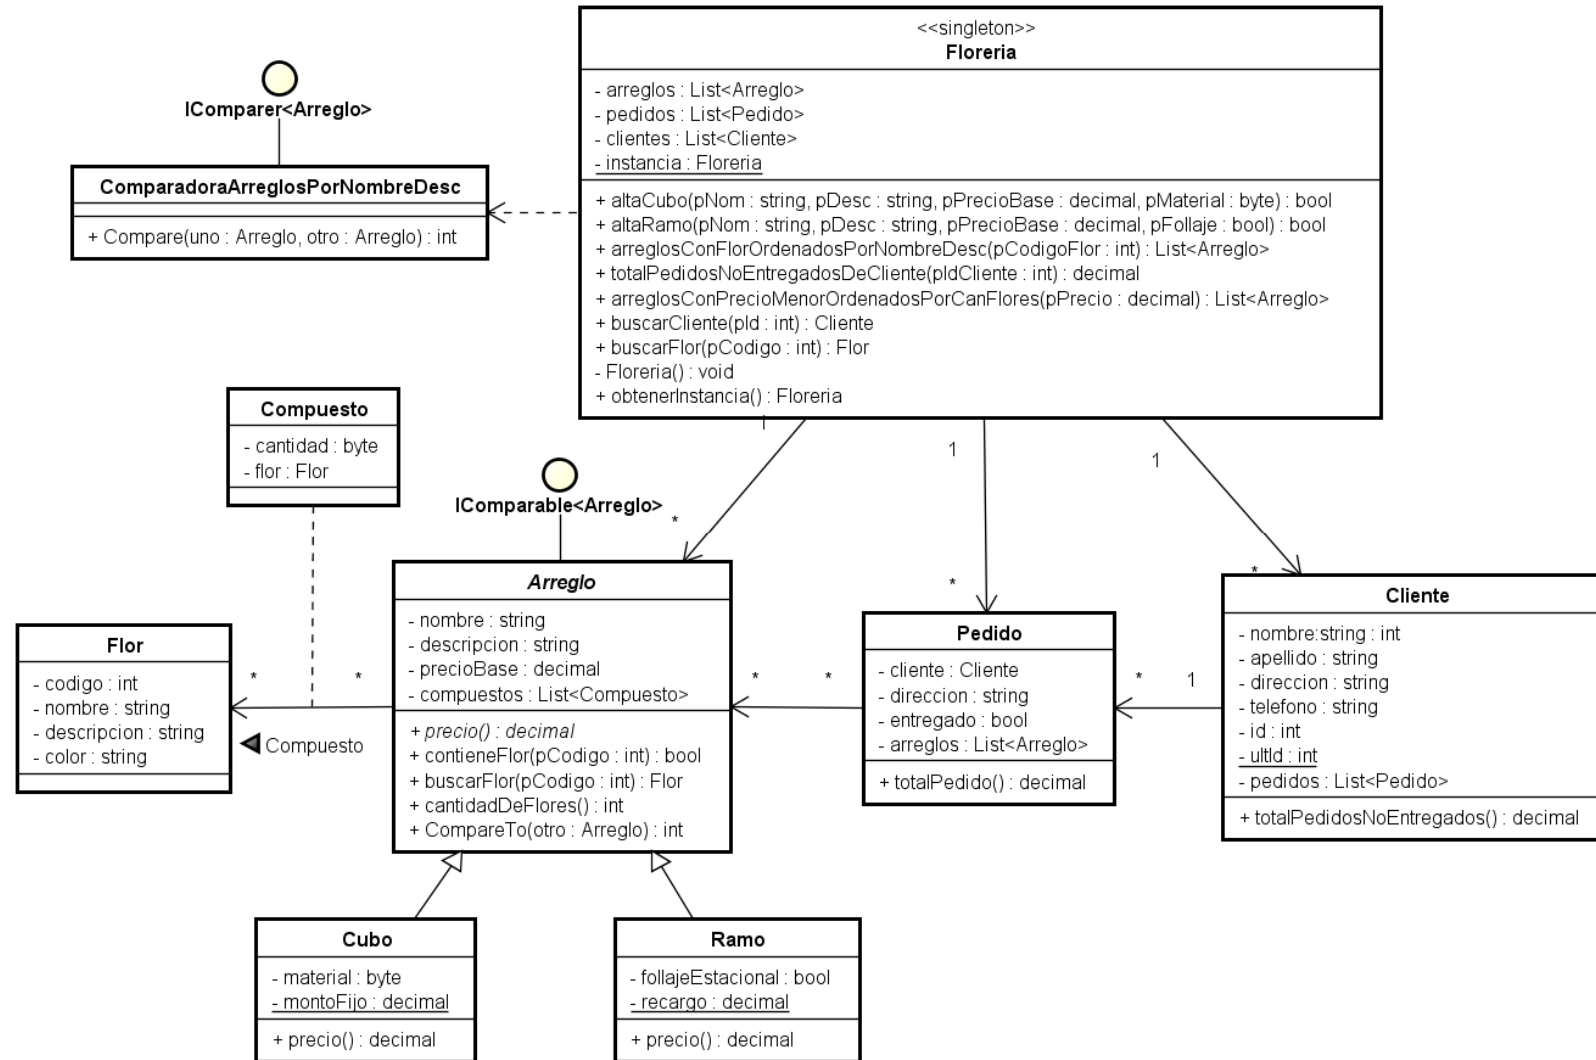 <<singleton>>
Floreria
- arreglos : List<Arreglo>
- pedidos : List<Pedido>
- clientes : List<Cliente>
- instancia : Floreria
+ altaCubo(pNom : string, pDesc : string, pPrecioBase : decimal, pMaterial : byte) : bool
+ altaRamo(pNom : string, pDesc : string, pPrecioBase : decimal, pFollaje : bool) : bool
+ arreglosConFlorOrdenadosPorNombreDesc(pCodigoFlor : int) : List<Arreglo>
+ totalPedidosNoEntregadosDeCliente(pIdCliente : int) : decimal
+ arreglosConPrecioMenorOrdenadosPorCanFlores(pPrecio : decimal) : List<Arreglo>
+ buscarCliente(pId : int) : Cliente
+ buscarFlor(pCodigo : int) : Flor
- Floreria() : void
+ obtenerInstancia() : Floreria
IComparer<Arreglo>
ComparadoraArreglosPorNombreDesc
+ Compare(uno : Arreglo, otro : Arreglo) : int
Compuesto
- cantidad : byte
- flor : Flor
IComparable<Arreglo>
1
*
1
*
1
*
Flor
- codigo : int
- nombre : string
- descripcion : string
- color : string
*
*
Compuesto
Arreglo
- nombre : string
- descripcion : string
- precioBase : decimal
- compuestos : List<Compuesto>
+ precio() : decimal
+ contieneFlor(pCodigo : int) : bool
+ buscarFlor(pCodigo : int) : Flor
+ cantidadDeFlores() : int
+ CompareTo(otro : Arreglo) : int
*
*
Pedido
- cliente : Cliente
- direccion : string
- entregado : bool
- arreglos : List<Arreglo>
+ totalPedido() : decimal
*
1
Cliente
- nombre:string : int
- apellido : string
- direccion : string
- telefono : string
- id : int
- ultId : int
- pedidos : List<Pedido>
+ totalPedidosNoEntregados() : decimal
Cubo
- material : byte
- montoFijo : decimal
+ precio() : decimal
Ramo
- follajeEstacional : bool
- recargo : decimal
+ precio() : decimal